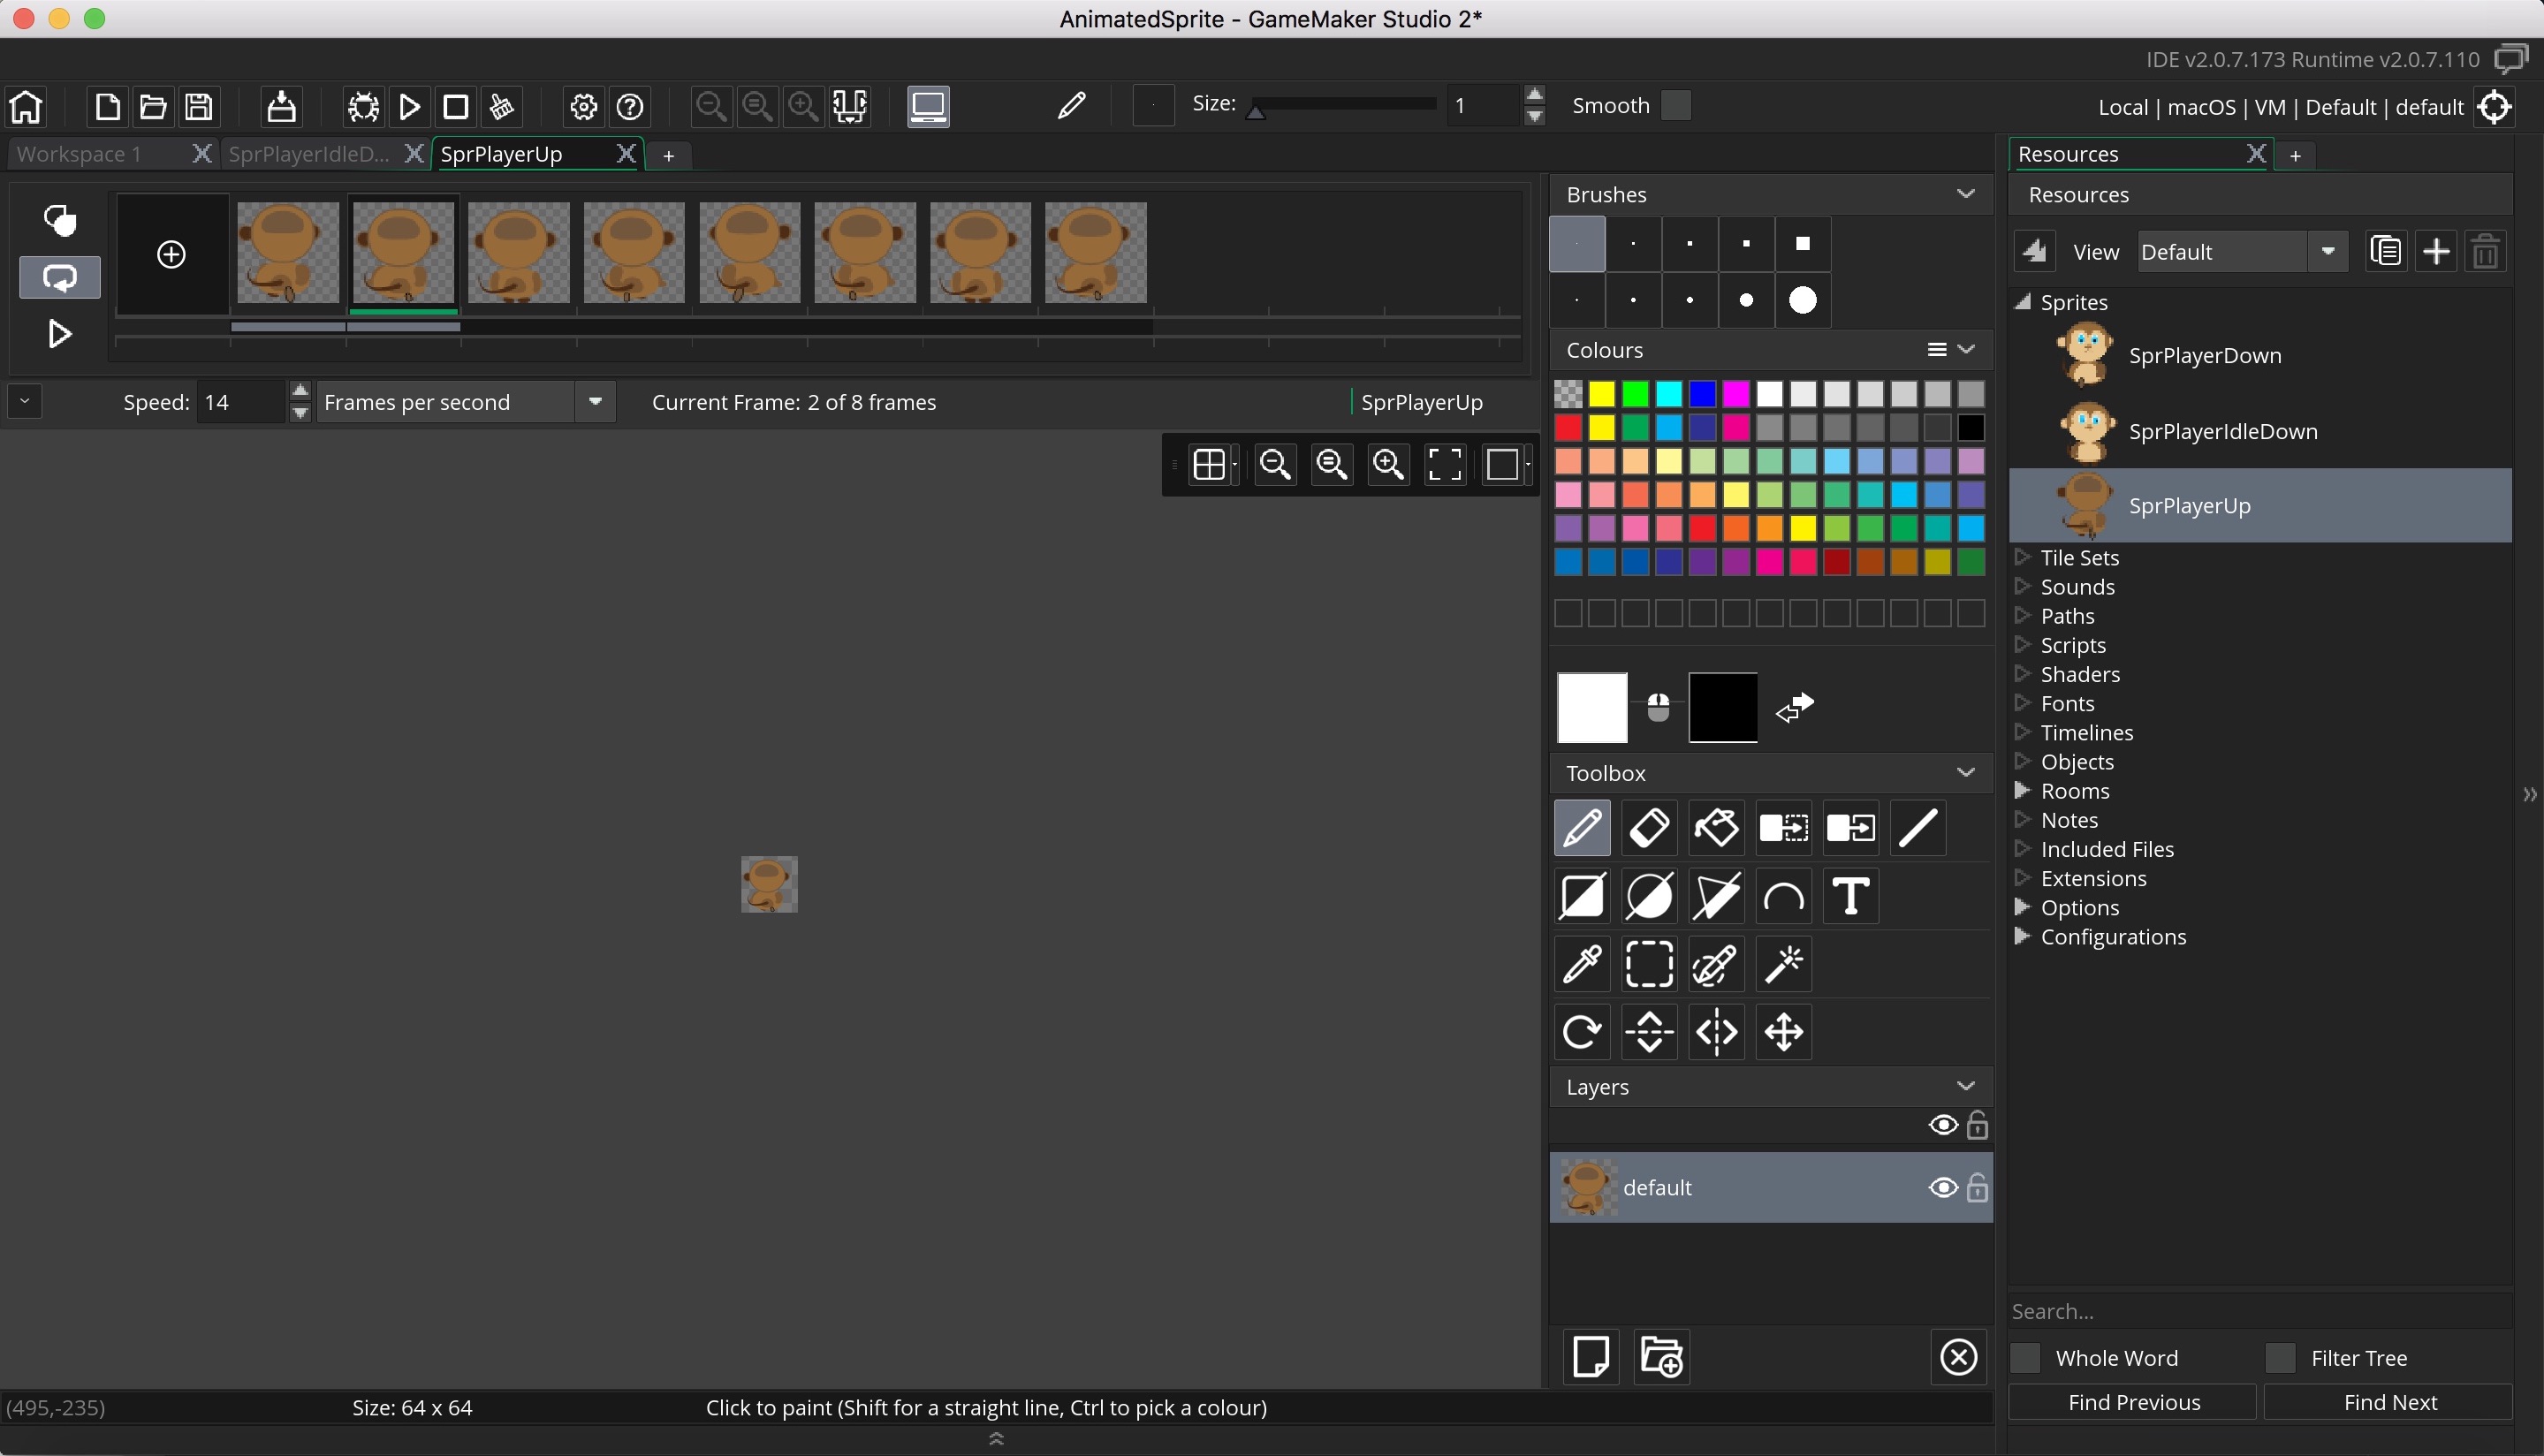 AnimatedSprite - GameMaker Studio 2*
IDE v2.0.7.173 Runtime v2.0.7.110
Size: 1 Smooth
Local | macOS | VM | Default | default
Workspace 1 SprPlayerIdleD... SprPlayerUp
Speed: 14 Frames per second Current Frame: 2 of 8 frames SprPlayerUp
Brushes
Colours
Toolbox
T
Layers
default
Resources
Resources
View Default
Sprites
SprPlayerDown
SprPlayerIdleDown
SprPlayerUp
Tile Sets
Sounds
Paths
Scripts
Shaders
Fonts
Timelines
Objects
Rooms
Notes
Included Files
Extensions
Options
Configurations
Search...
Whole Word Filter Tree
Find Previous Find Next
(495,-235) Size: 64 x 64 Click to paint (Shift for a straight line, Ctrl to pick a colour)